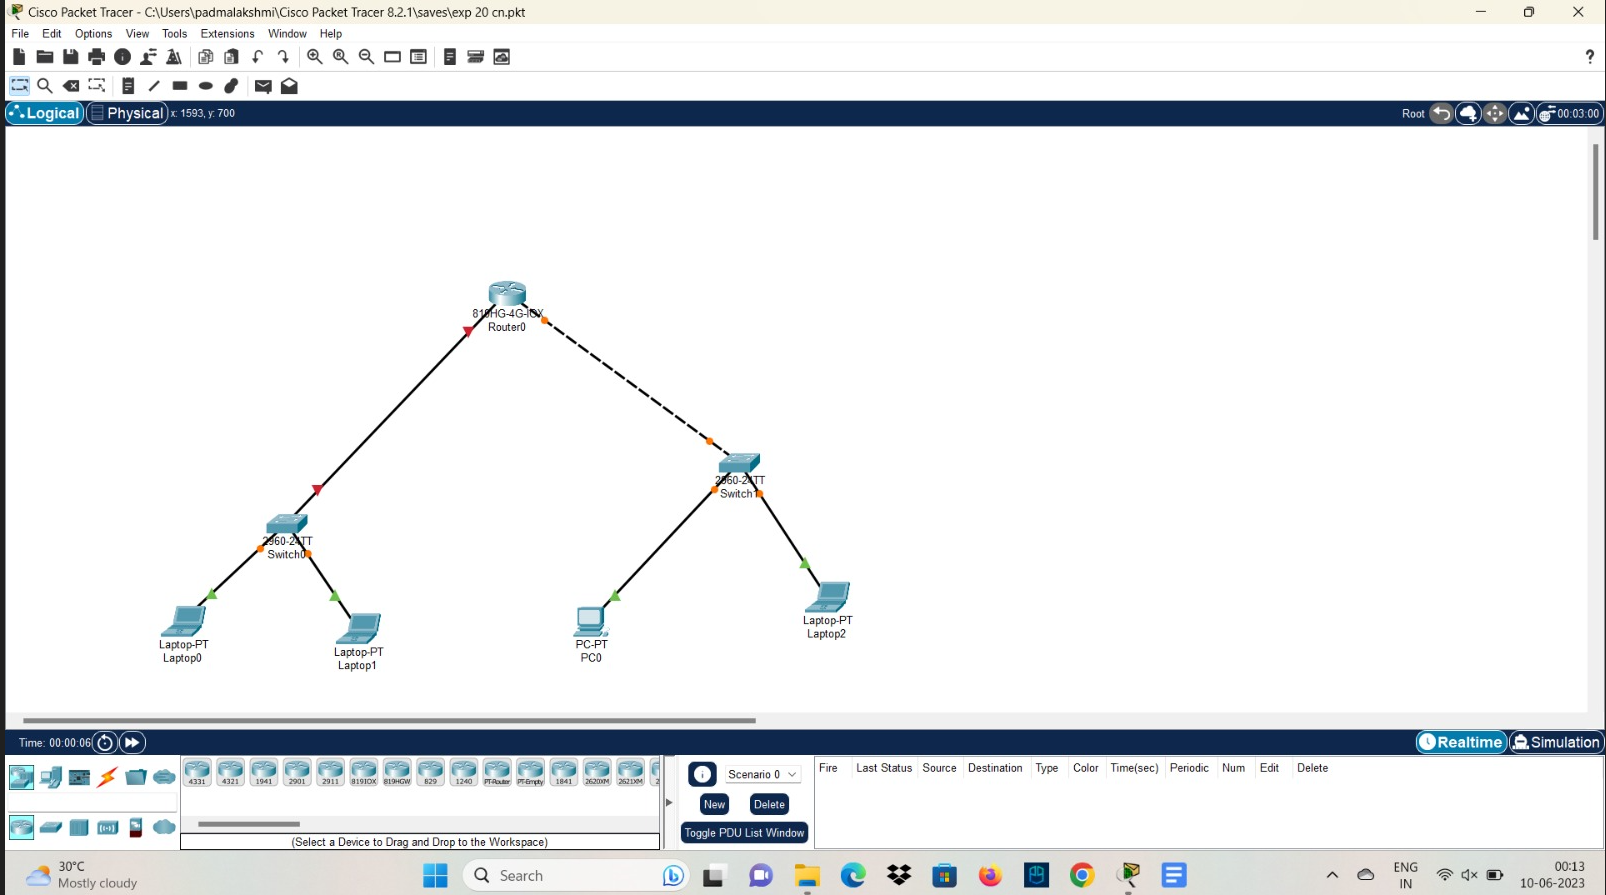 Cisco Packet Tracer - C:\Users\padmalakshmi\Cisco Packet Tracer 8.2.1\saves\exp 20 cn.pkt
File Edit Options View Tools Extensions Window Help
?
Logical Physical x: 1593, y: 700 Root 00:03:00
819HG-4G-IOX
Router0
2960-24TT
Switch1
2960-24TT
Switch0
Laptop-PT
Laptop0
Laptop-PT
Laptop1
PC-PT
PC0
Laptop-PT
Laptop2
Time: 00:00:06 Realtime Simulation
4331 4321 1941 2901 2911 819IOX 819HGW 829 1240 PT-Router PT-Empty 1841 2620XM 2621XM 2
(Select a Device to Drag and Drop to the Workspace)
Scenario 0
New Delete
Toggle PDU List Window
Fire Last Status Source Destination Type Color Time(sec) Periodic Num Edit Delete
30°C
Mostly cloudy
Search
ENG
IN
00:13
10-06-2023